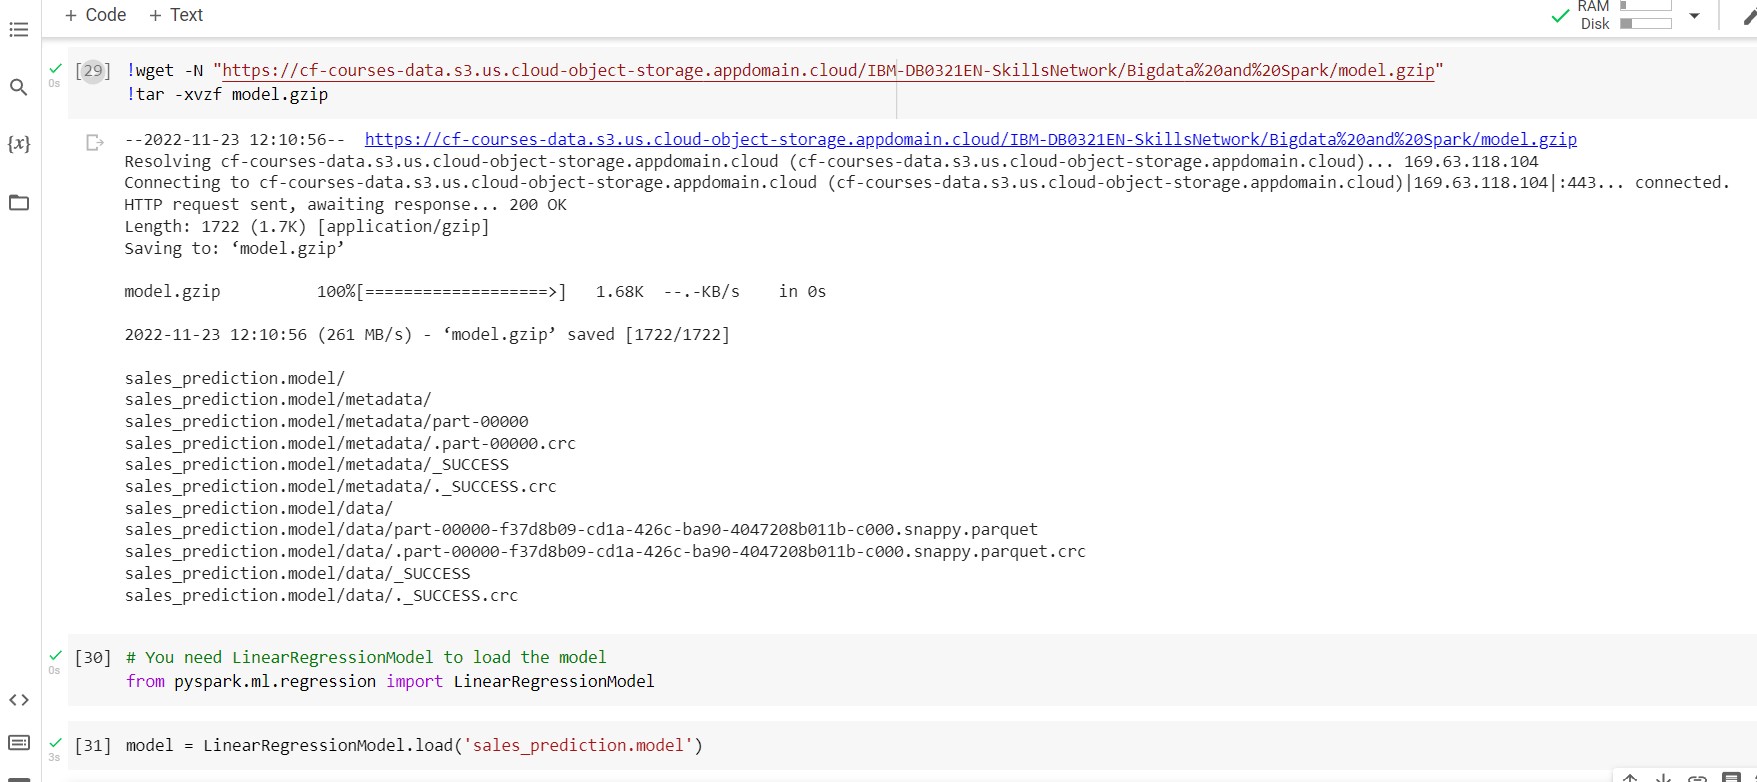 + Code + Text
RAM
Disk
[29] !wget -N "https://cf-courses-data.s3.us.cloud-object-storage.appdomain.cloud/IBM-DB0321EN-SkillsNetwork/Bigdata%20and%20Spark/model.gzip"
0s
!tar -xvzf model.gzip
--2022-11-23 12:10:56--  https://cf-courses-data.s3.us.cloud-object-storage.appdomain.cloud/IBM-DB0321EN-SkillsNetwork/Bigdata%20and%20Spark/model.gzip
Resolving cf-courses-data.s3.us.cloud-object-storage.appdomain.cloud (cf-courses-data.s3.us.cloud-object-storage.appdomain.cloud)... 169.63.118.104
Connecting to cf-courses-data.s3.us.cloud-object-storage.appdomain.cloud (cf-courses-data.s3.us.cloud-object-storage.appdomain.cloud)|169.63.118.104|:443... connected.
HTTP request sent, awaiting response... 200 OK
Length: 1722 (1.7K) [application/gzip]
Saving to: ‘model.gzip’
model.gzip          100%[===================>]   1.68K  --.-KB/s    in 0s
2022-11-23 12:10:56 (261 MB/s) - ‘model.gzip’ saved [1722/1722]
sales_prediction.model/
sales_prediction.model/metadata/
sales_prediction.model/metadata/part-00000
sales_prediction.model/metadata/.part-00000.crc
sales_prediction.model/metadata/_SUCCESS
sales_prediction.model/metadata/._SUCCESS.crc
sales_prediction.model/data/
sales_prediction.model/data/part-00000-f37d8b09-cd1a-426c-ba90-4047208b011b-c000.snappy.parquet
sales_prediction.model/data/.part-00000-f37d8b09-cd1a-426c-ba90-4047208b011b-c000.snappy.parquet.crc
sales_prediction.model/data/_SUCCESS
sales_prediction.model/data/._SUCCESS.crc
[30] # You need LinearRegressionModel to load the model
0s
from pyspark.ml.regression import LinearRegressionModel
[31] model = LinearRegressionModel.load('sales_prediction.model')
3s